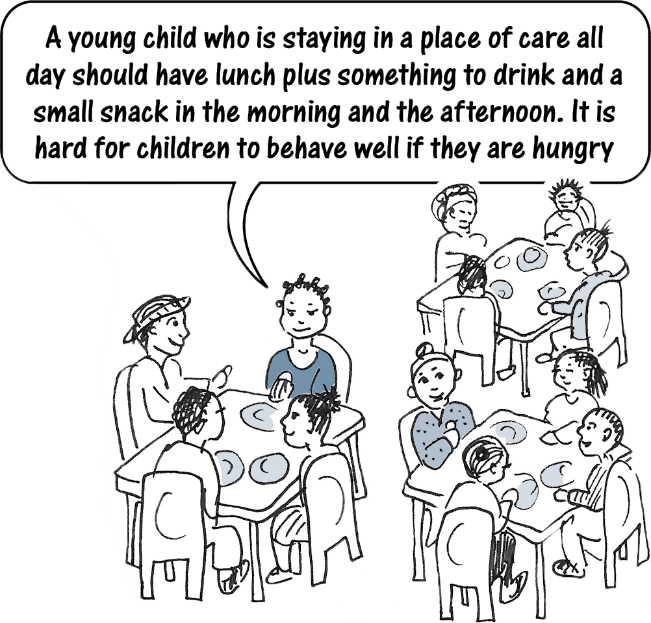 A young child who is staying in a place of care all
day should have lunch plus something to drink and a
small snack in the morning and the afternoon. It is
hard for children to behave well if they are hungry